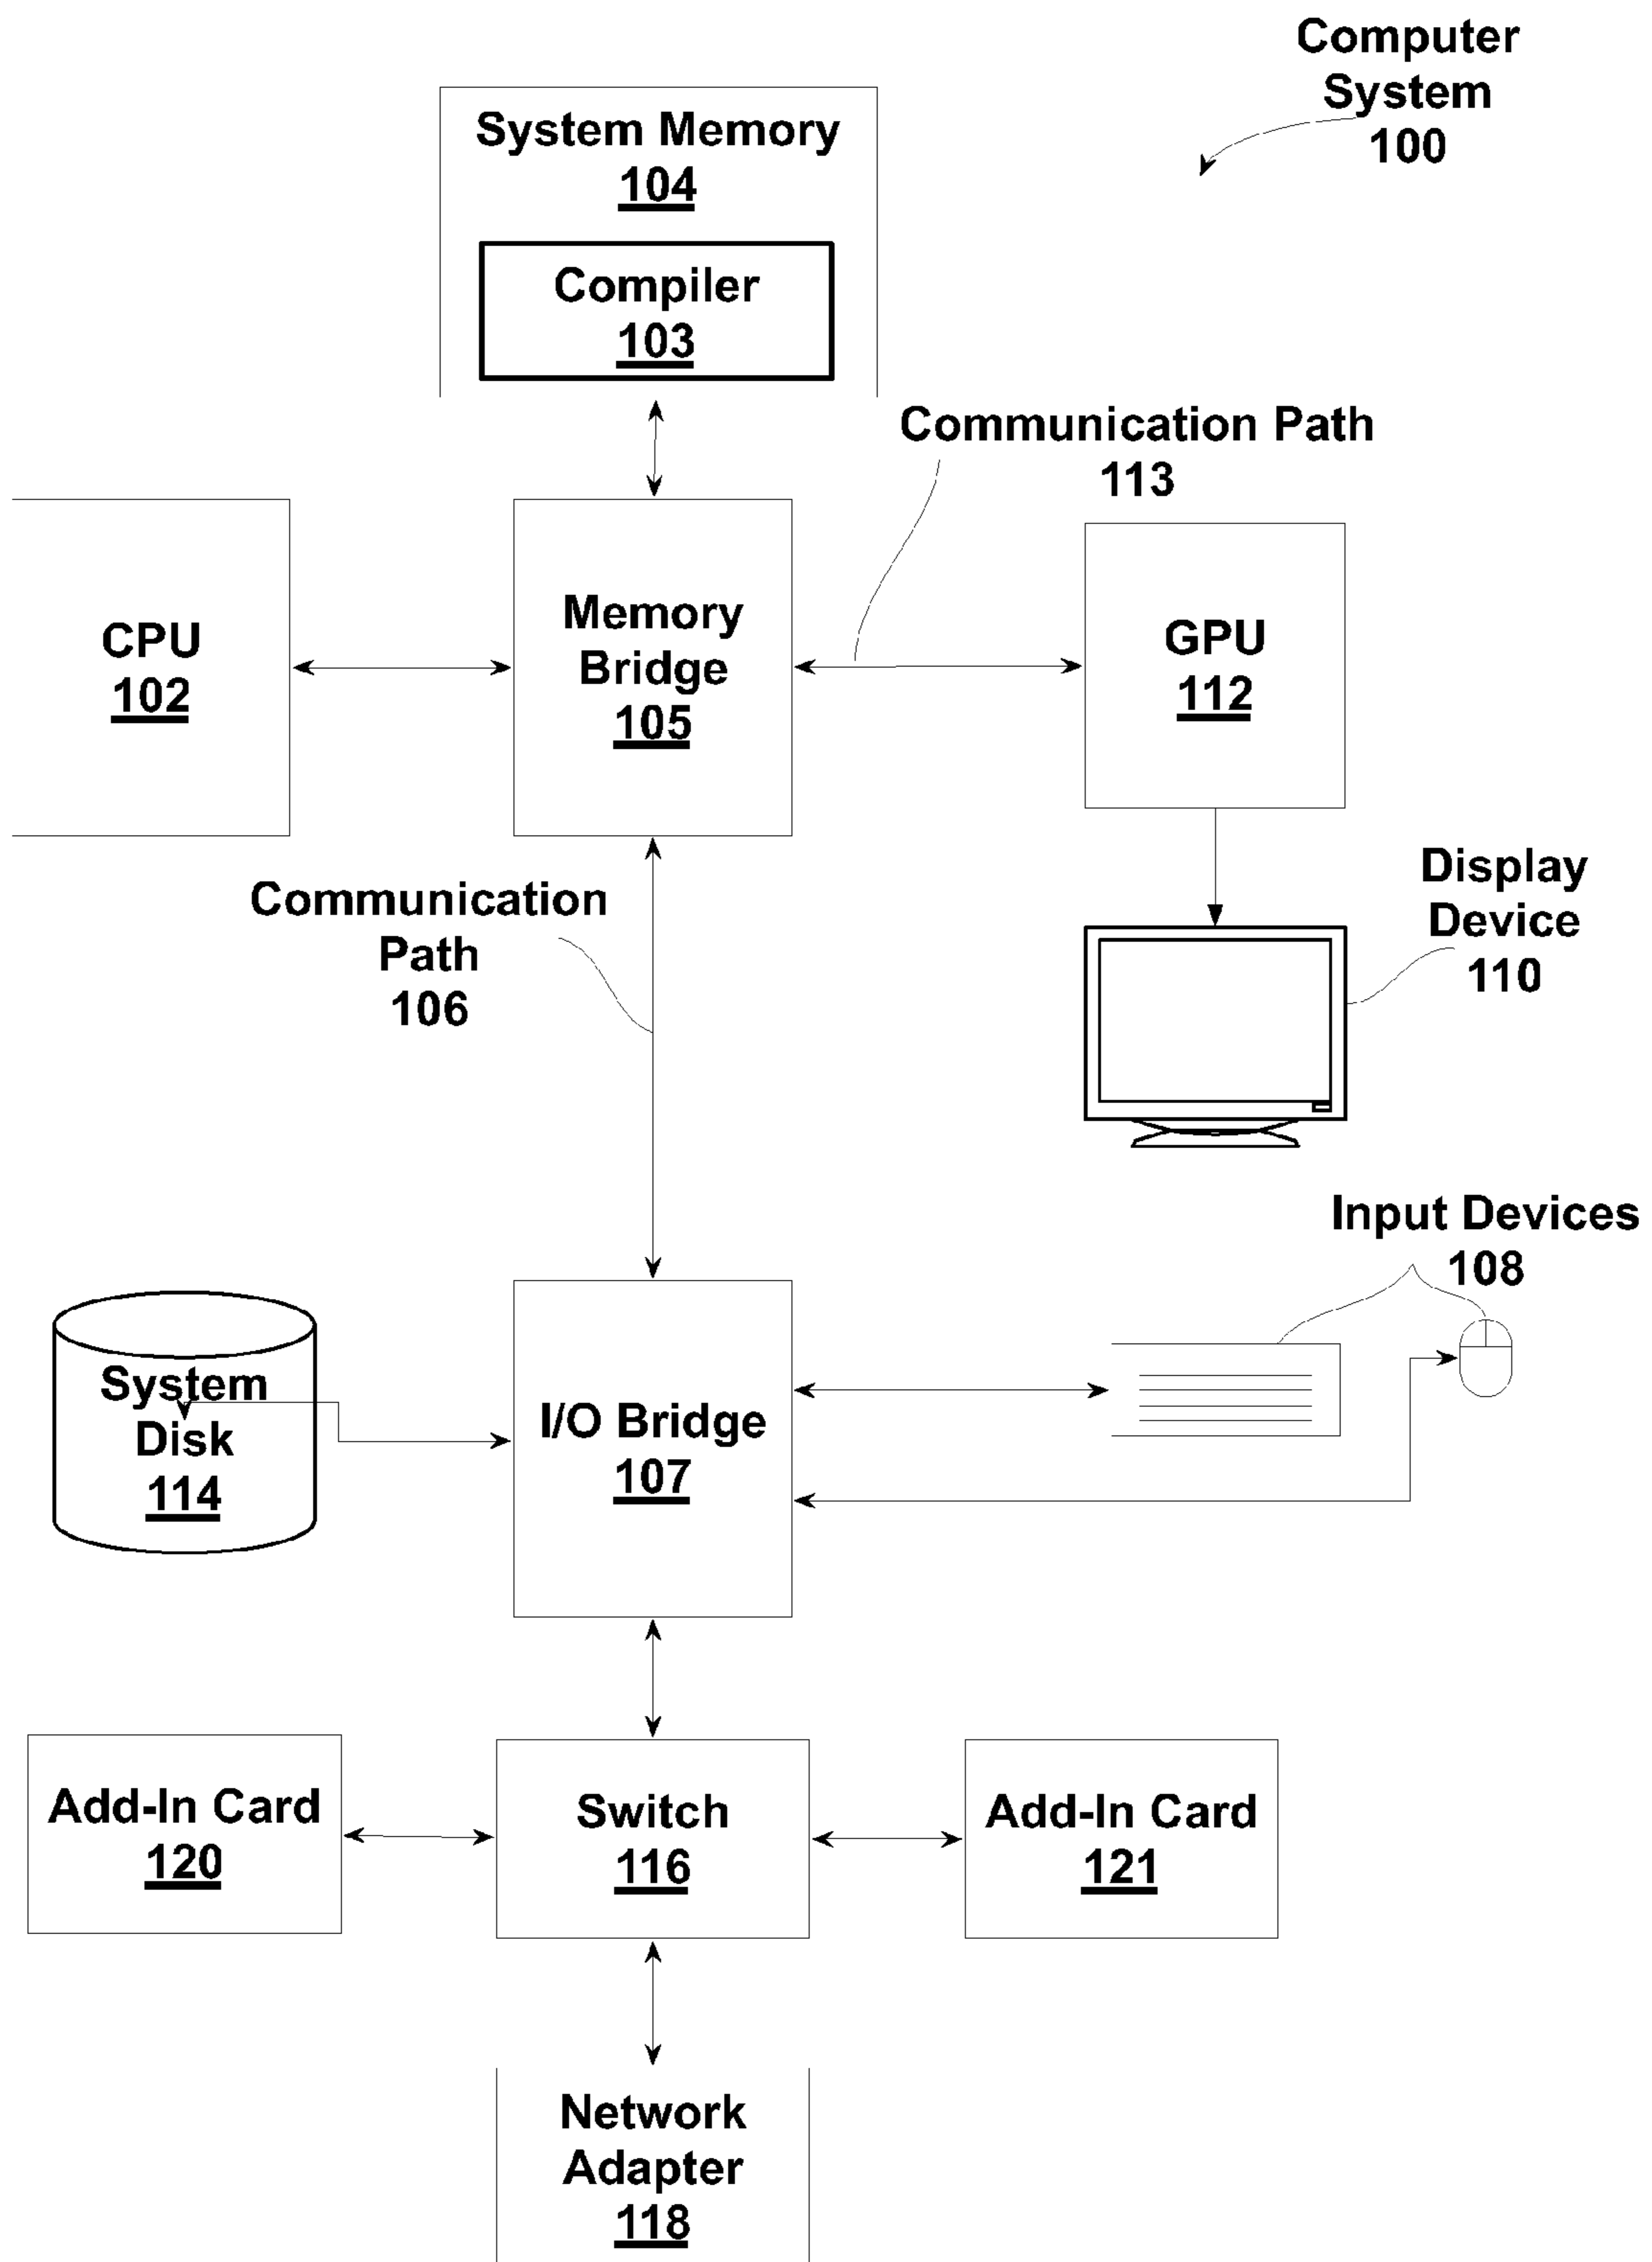 Computer
System
100
System Memory
104
Compiler
103
Communication Path
113
CPU
102
Memory
Bridge
105
GPU
112
Communication
Path
106
Display
Device
110
Input Devices
108
System
Disk
114
I/O Bridge
107
Add-In Card
120
Switch
116
Add-In Card
121
Network
Adapter
118